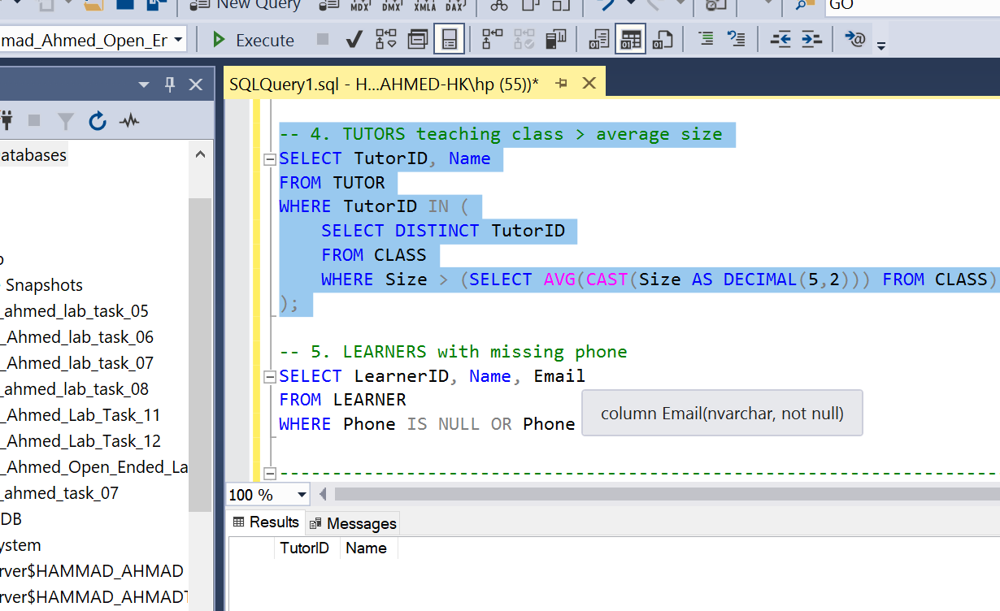 New Query
MDX
DMX
XMLA
DAX
GO
mad_Ahmed_Open_Er
Execute
SQLQuery1.sql - H...AHMED-HK\hp (55))*
atabases
Snapshots
_ahmed_lab_task_05
_Ahmed_lab_task_06
_Ahmed_lab_task_07
_ahmed_lab_task_08
_Ahmed_Lab_Task_11
_Ahmed_Lab_Task_12
_Ahmed_Open_Ended_La
_ahmed_task_07
DB
ystem
rver$HAMMAD_AHMAD
rver$HAMMAD_AHMADT
-- 4. TUTORS teaching class > average size
SELECT TutorID, Name
FROM TUTOR
WHERE TutorID IN (
SELECT DISTINCT TutorID
FROM CLASS
WHERE Size > (SELECT AVG(CAST(Size AS DECIMAL(5,2))) FROM CLASS)
);
-- 5. LEARNERS with missing phone
SELECT LearnerID, Name, Email
FROM LEARNER
WHERE Phone IS NULL OR Phone
column Email(nvarchar, not null)
100 %
Results
Messages
TutorID Name